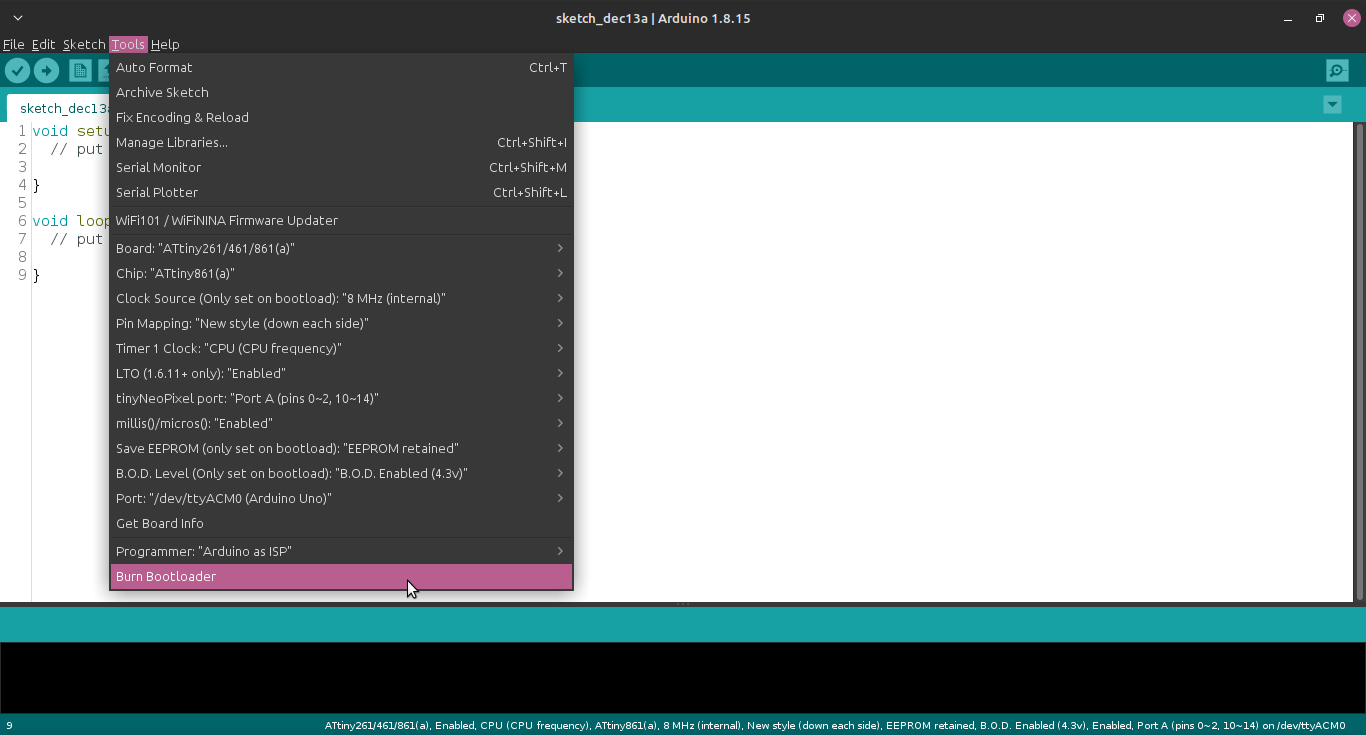 sketch_dec13a | Arduino 1.8.15
File Edit Sketch Tools Help
Auto Format Ctrl+T
Archive Sketch
Fix Encoding & Reload
Manage Libraries... Ctrl+Shift+I
Serial Monitor Ctrl+Shift+M
Serial Plotter Ctrl+Shift+L
WiFi101 / WiFiNINA Firmware Updater
Board: "ATtiny261/461/861(a)"
Chip: "ATtiny861(a)"
Clock Source (Only set on bootload): "8 MHz (internal)"
Pin Mapping: "New style (down each side)"
Timer 1 Clock: "CPU (CPU frequency)"
LTO (1.6.11+ only): "Enabled"
tinyNeoPixel port: "Port A (pins 0~2, 10~14)"
millis()/micros(): "Enabled"
Save EEPROM (only set on bootload): "EEPROM retained"
B.O.D. Level (Only set on bootload): "B.O.D. Enabled (4.3v)"
Port: "/dev/ttyACM0 (Arduino Uno)"
Get Board Info
Programmer: "Arduino as ISP"
Burn Bootloader
sketch_dec13a
1 void setu
2 // put
3
4 }
5
6 void loop
7 // put
8
9 }
9 ATtiny261/461/861(a), Enabled, CPU (CPU frequency), ATtiny861(a), 8 MHz (internal), New style (down each side), EEPROM retained, B.O.D. Enabled (4.3v), Enabled, Port A (pins 0~2, 10~14) on /dev/ttyACM0